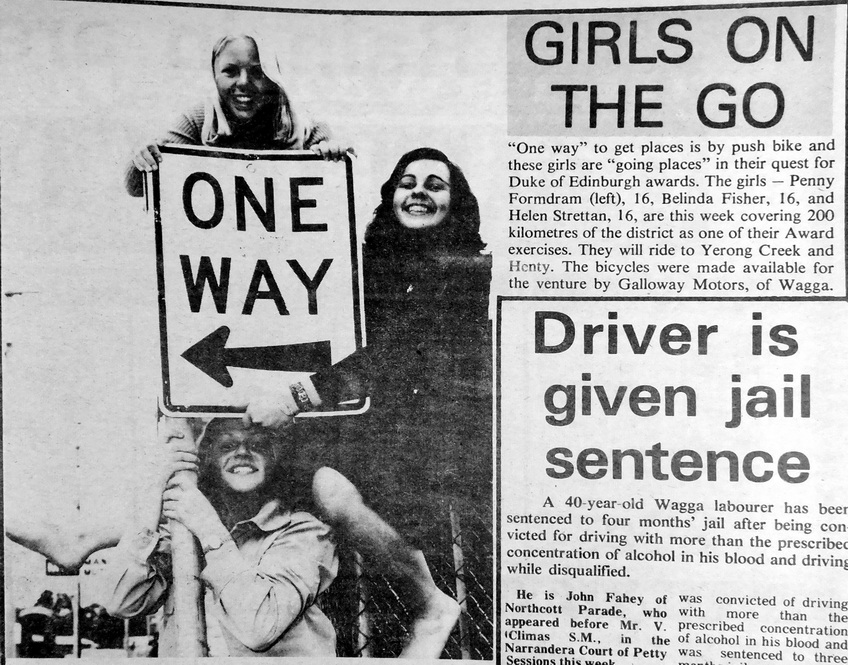 ONE
WAY
GIRLS ON
THE GO
“One way” to get places is by push bike and
these girls are “going places” in their quest for
Duke of Edinburgh awards. The girls — Penny
Formdram (left), 16, Belinda Fisher, 16, and
Helen Strettan, 16, are this week covering 200
kilometres of the district as one of their Award
exercises. They will ride to Yerong Creek and
Henty. The bicycles were made available for
the venture by Galloway Motors, of Wagga.
Driver is
given jail
sentence
A 40-year-old Wagga labourer has been
sentenced to four months’ jail after being con-
victed for driving with more than the prescribed
concentration of alcohol in his blood and driving
while disqualified.
He is John Fahey of
Northcott Parade, who
appeared before Mr. V.
Climas S.M., in the
Narrandera Court of Petty
Sessions this week
was convicted of driving
with more than the
prescribed concentration
of alcohol in his blood and
was sentenced to three